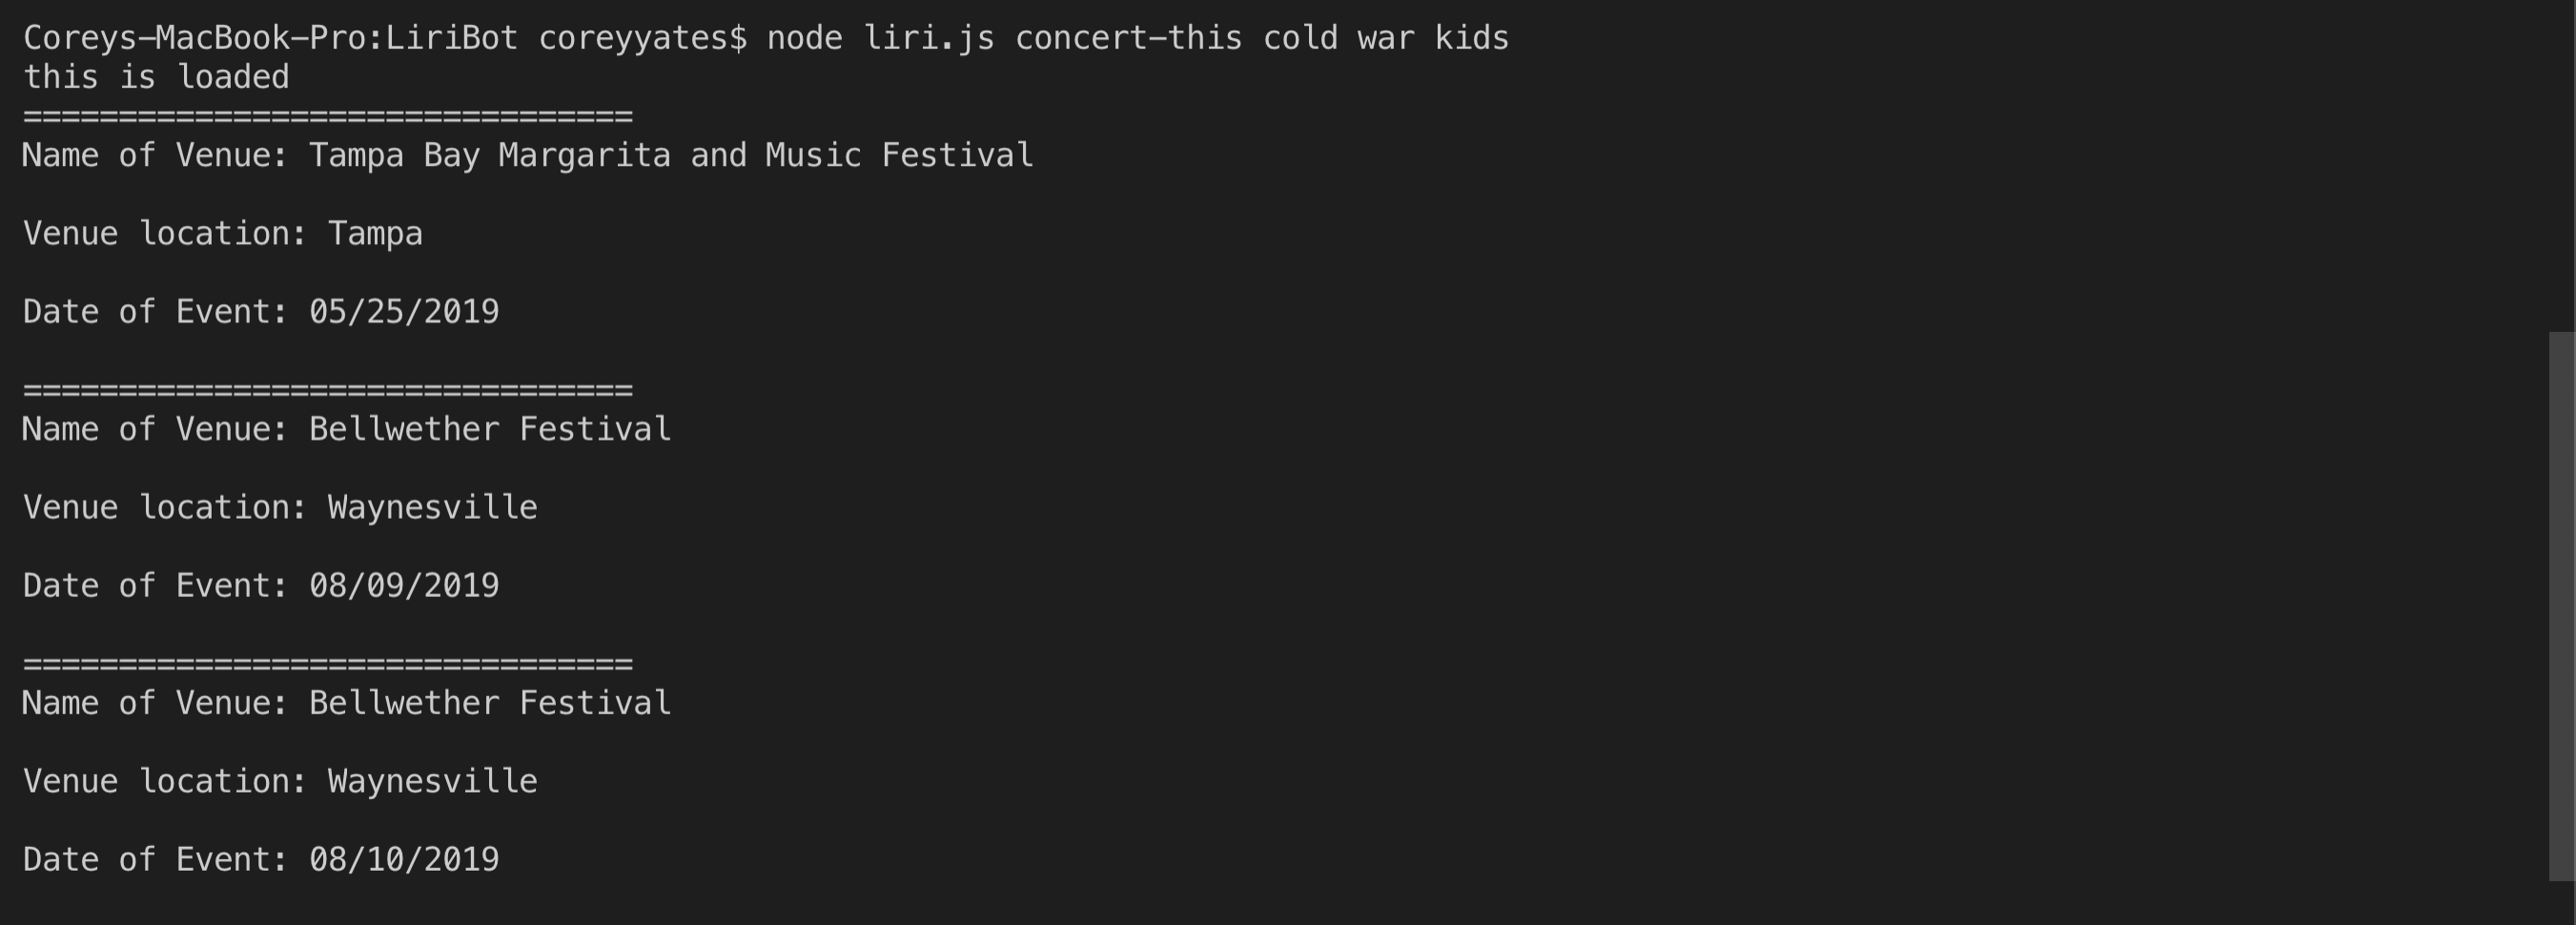 Coreys-MacBook-Pro:LiriBot coreyyates$ node liri.js concert-this cold war kids
this is loaded
================================
Name of Venue: Tampa Bay Margarita and Music Festival
Venue location: Tampa
Date of Event: 05/25/2019
================================
Name of Venue: Bellwether Festival
Venue location: Waynesville
Date of Event: 08/09/2019
================================
Name of Venue: Bellwether Festival
Venue location: Waynesville
Date of Event: 08/10/2019